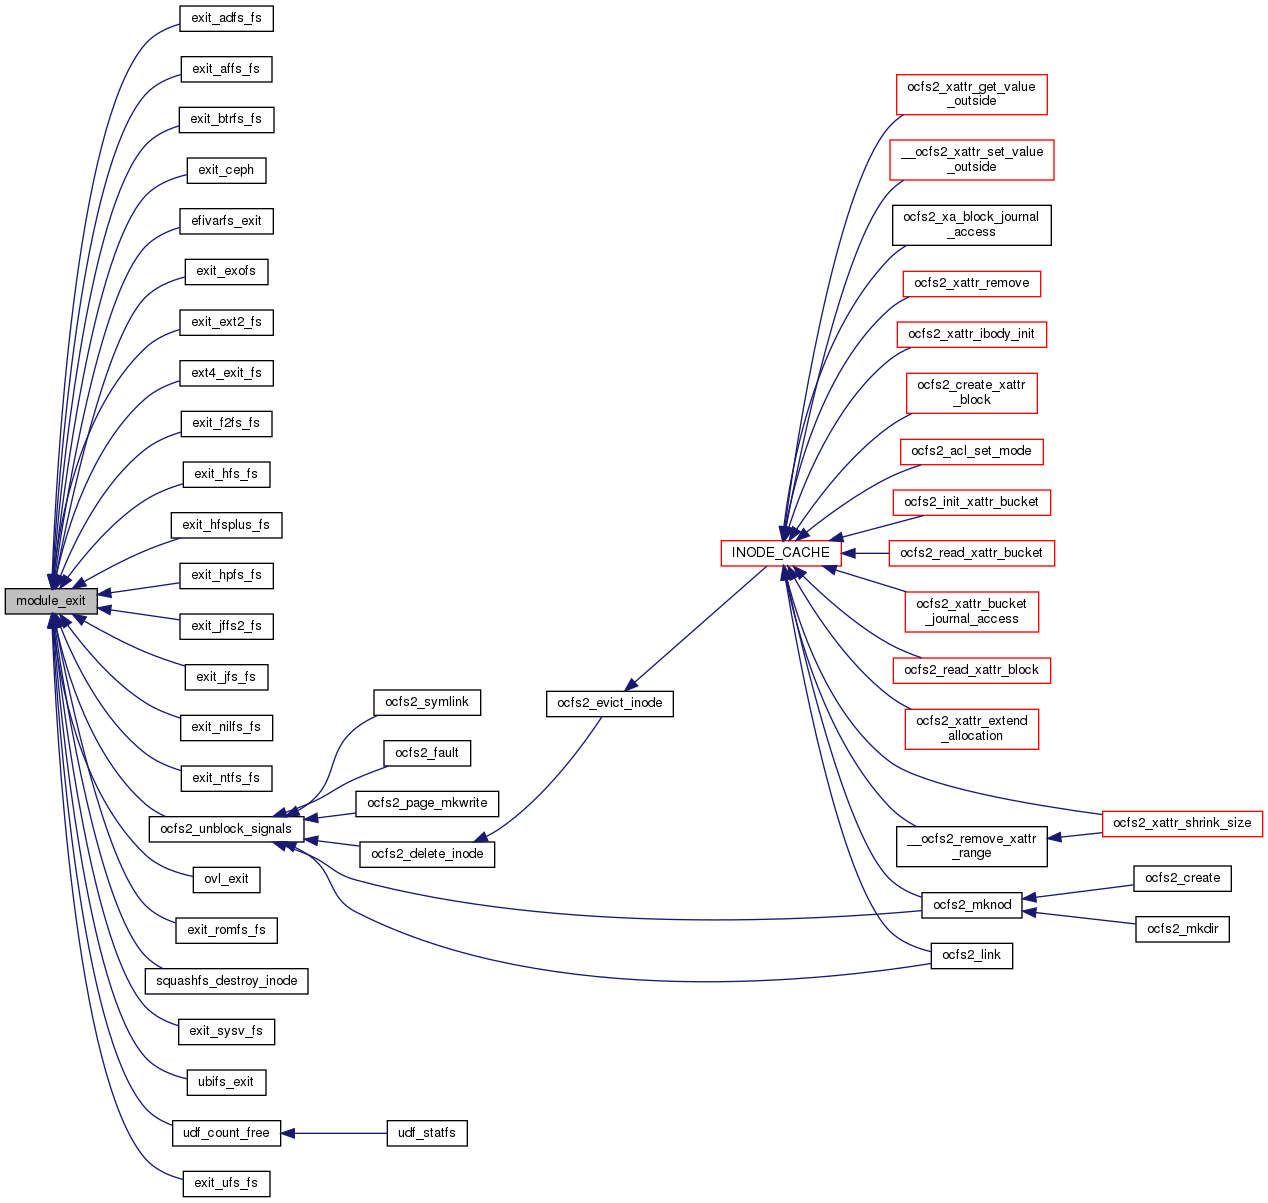 exit_adfs_fs
exit_affs_fs
exit_btrfs_fs
exit_ceph
efivarfs_exit
exit_exofs
exit_ext2_fs
ext4_exit_fs
exit_f2fs_fs
exit_hfs_fs
exit_hfsplus_fs
exit_hpfs_fs
module_exit
exit_jffs2_fs
exit_jfs_fs
exit_nilfs_fs
exit_ntfs_fs
ocfs2_unblock_signals
ovl_exit
exit_romfs_fs
squashfs_destroy_inode
exit_sysv_fs
ubifs_exit
udf_count_free
exit_ufs_fs
ocfs2_symlink
ocfs2_fault
ocfs2_page_mkwrite
ocfs2_delete_inode
udf_statfs
ocfs2_evict_inode
INODE_CACHE
ocfs2_xattr_get_value
_outside
__ocfs2_xattr_set_value
_outside
ocfs2_xa_block_journal
_access
ocfs2_xattr_remove
ocfs2_xattr_ibody_init
ocfs2_create_xattr
_block
ocfs2_acl_set_mode
ocfs2_init_xattr_bucket
ocfs2_read_xattr_bucket
ocfs2_xattr_bucket
_journal_access
ocfs2_read_xattr_block
ocfs2_xattr_extend
_allocation
__ocfs2_remove_xattr
_range
ocfs2_mknod
ocfs2_link
ocfs2_xattr_shrink_size
ocfs2_create
ocfs2_mkdir